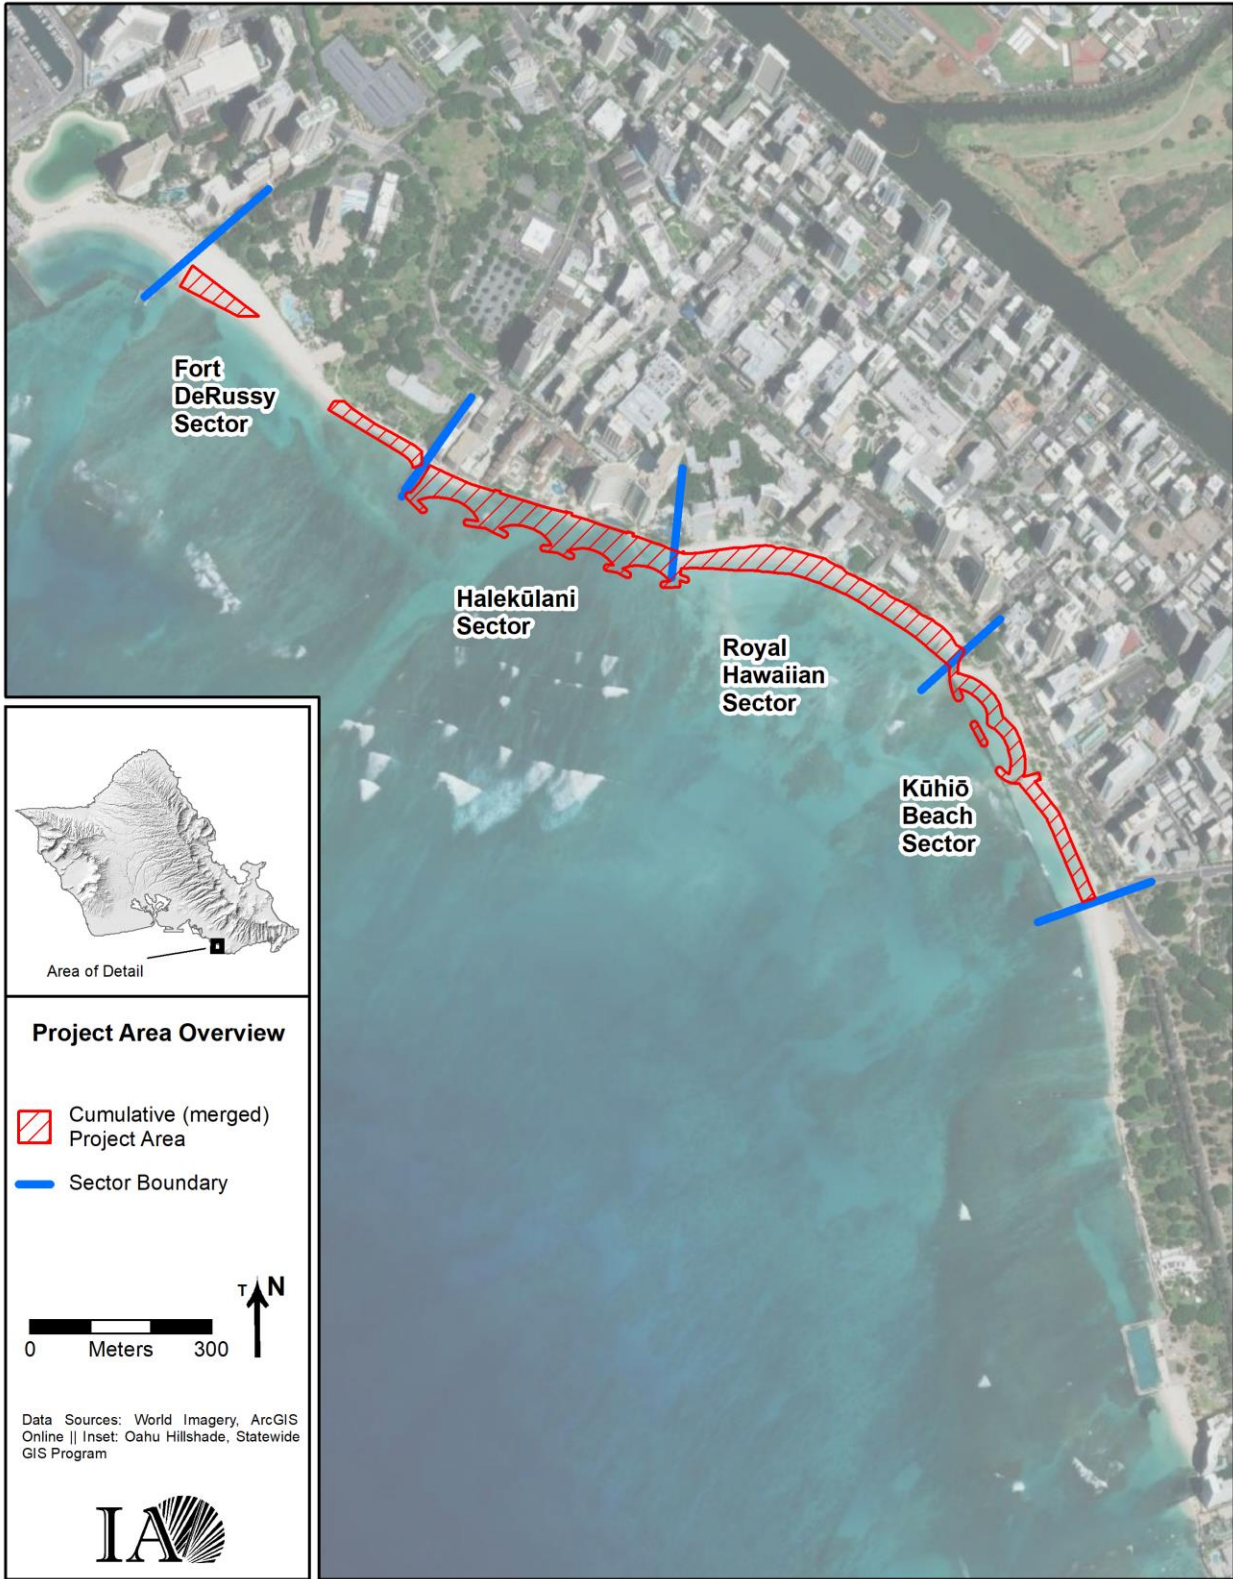 Fort
DeRussy
Sector
Halekūlani
Sector
Royal
Hawaiian
Sector
Kūhiō
Beach
Sector
Area of Detail
Project Area Overview
Cumulative (merged)
Project Area
Sector Boundary
T N
0 Meters 300
Data Sources: World Imagery, ArcGIS
Online || Inset: Oahu Hillshade, Statewide
GIS Program
IA